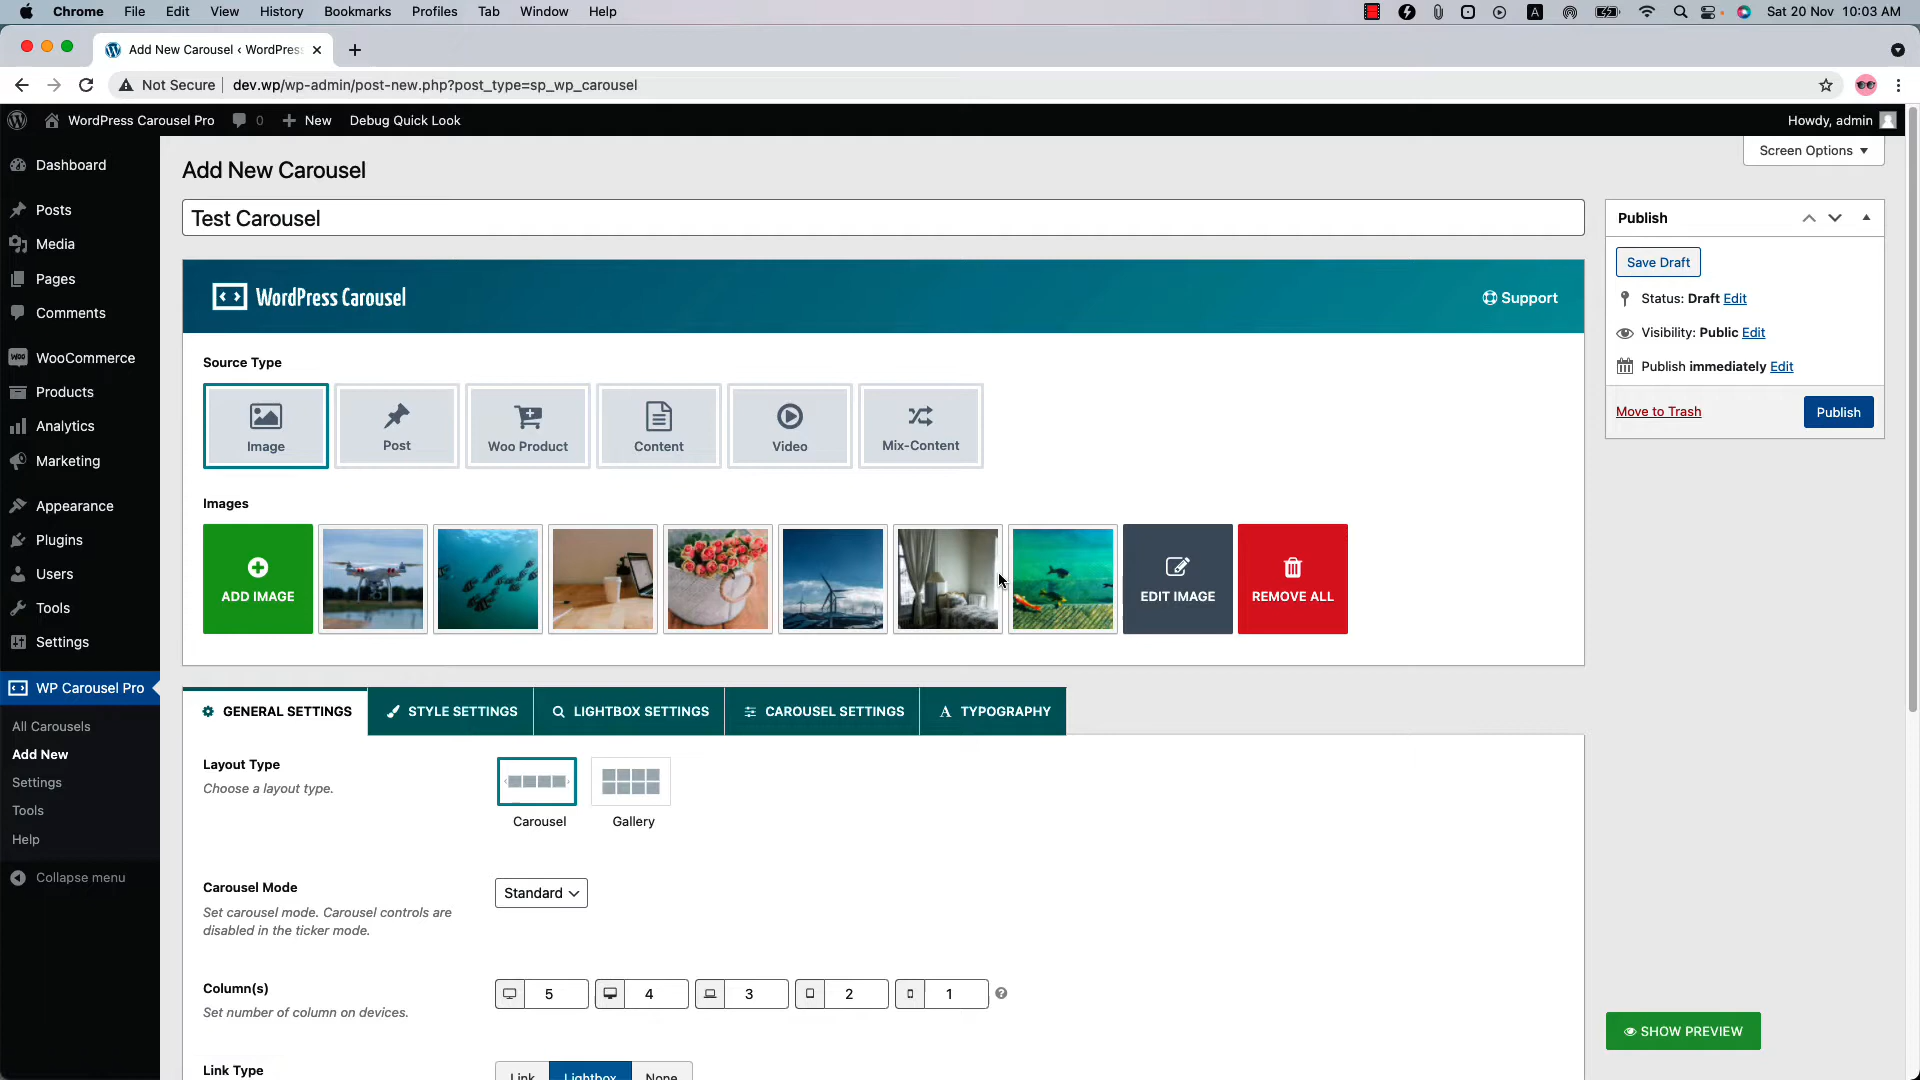 Chrome File Edit View History Bookmarks Profiles Tab Window Help
A
Sat 20 Nov 10:03 AM
Add New Carousel ‹ WordPress
Not Secure
dev.wp/wp-admin/post-new.php?post_type=sp_wp_carousel
WordPress Carousel Pro 0 New Debug Quick Look
Howdy, admin
Dashboard
Posts
Media
Pages
Comments
WooCommerce
Products
Analytics
Marketing
Appearance
Plugins
Users
Tools
Settings
WP Carousel Pro
All Carousels
Add New
Settings
Tools
Help
Collapse menu
Screen Options
Add New Carousel
Test Carousel
WordPress Carousel
Support
Source Type
Image
Post
Woo Product
Content
Video
Mix-Content
Images
ADD IMAGE
EDIT IMAGE
REMOVE ALL
GENERAL SETTINGS
STYLE SETTINGS
LIGHTBOX SETTINGS
CAROUSEL SETTINGS
A TYPOGRAPHY
Layout Type
Choose a layout type.
Carousel
Gallery
Carousel Mode
Set carousel mode. Carousel controls are
disabled in the ticker mode.
Standard
Column(s)
Set number of column on devices.
5
4
3
2
1
?
Link Type
Link
Lightbox
None
Publish
Save Draft
Status: Draft Edit
Visibility: Public Edit
Publish immediately Edit
Move to Trash
Publish
SHOW PREVIEW